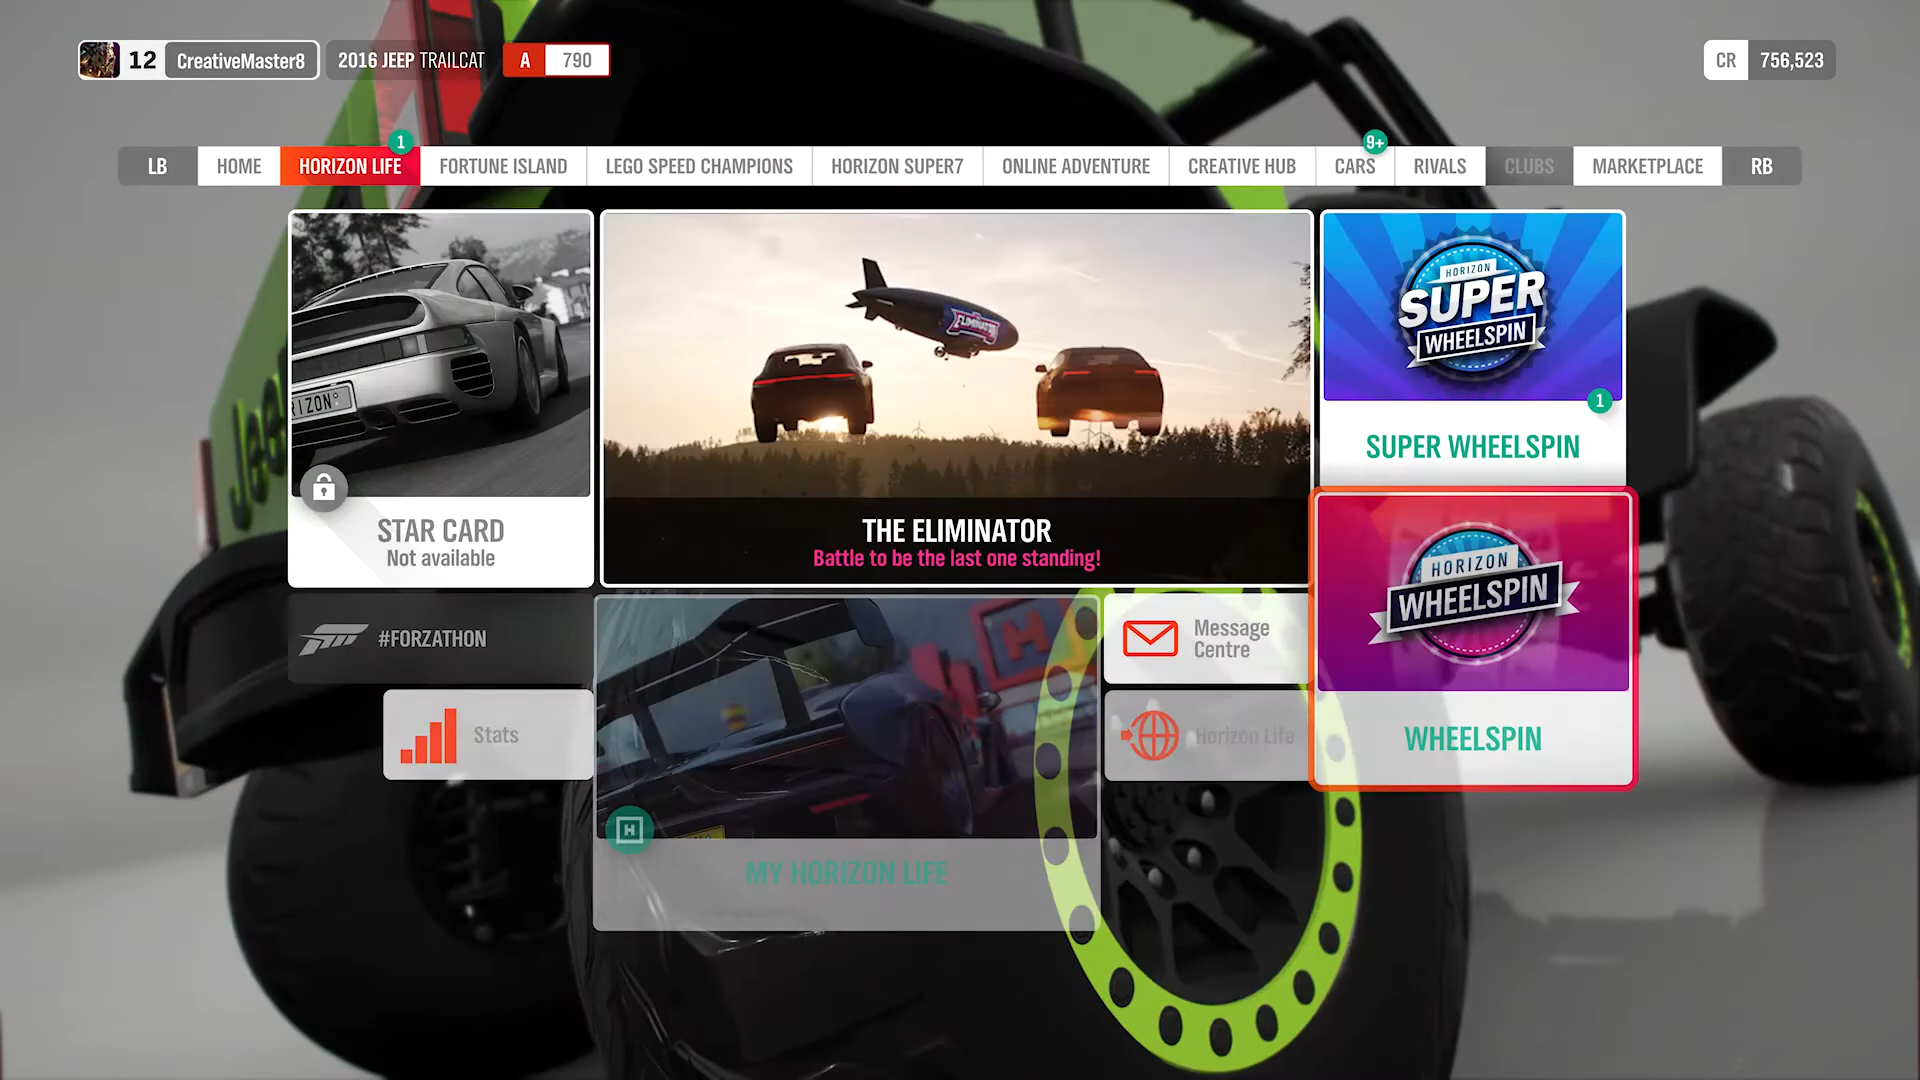 12 CreativeMaster8 2016 JEEP TRAILCAT A 790 CR 756,523
1 9+
LB HOME HORIZON LIFE FORTUNE ISLAND LEGO SPEED CHAMPIONS HORIZON SUPER7 ONLINE ADVENTURE CREATIVE HUB CARS RIVALS CLUBS MARKETPLACE RB
HORIZON
SUPER
WHEELSPIN
ELIMINATOR
Jeep
RIZON
1
SUPER WHEELSPIN
STAR CARD
Not available
THE ELIMINATOR
Battle to be the last one standing!
HORIZON
WHEELSPIN
#FORZATHON
Message
Centre
H
Stats
Horizon Life
WHEELSPIN
H
MY HORIZON LIFE